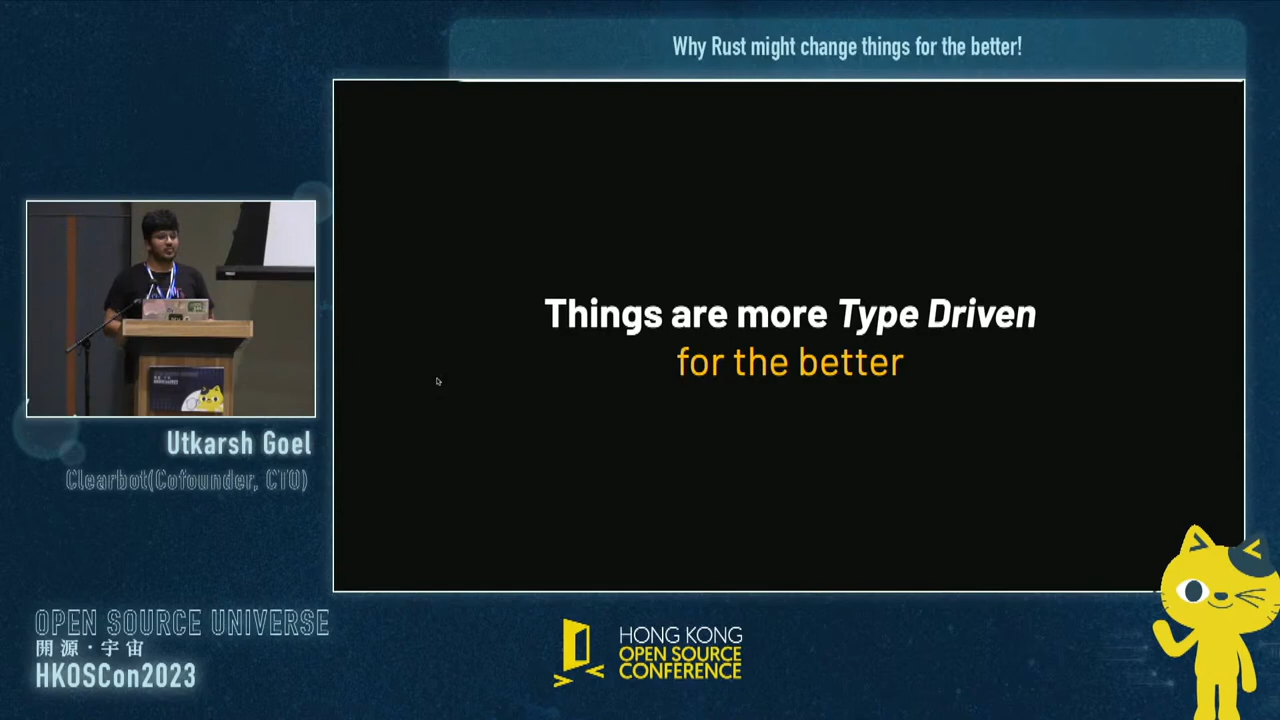 Why Rust might change things for the better!
Things are more Type Driven
for the better
Utkarsh Goel
Clearbot(Cofounder, CTO)
OPEN SOURCE UNIVERSE
開源·宇宙
HKOSCon2023
HONG KONG
OPEN SOURCE
CONFERENCE